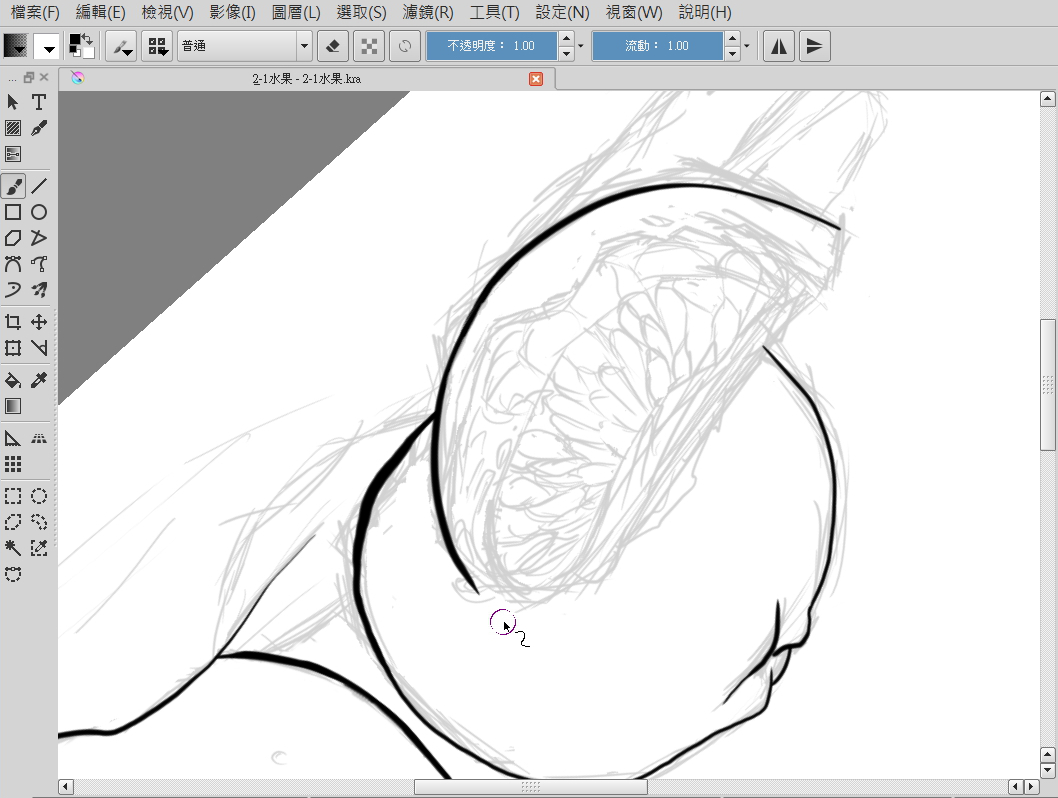 檔案(F) 編輯(E) 檢視(V) 影像(I) 圖層(L) 選取(S) 濾鏡(R) 工具(T) 設定(N) 視窗(W) 說明(H)
普通 不透明度： 1.00 流動： 1.00
... 2-1水果 - 2-1水果.kra